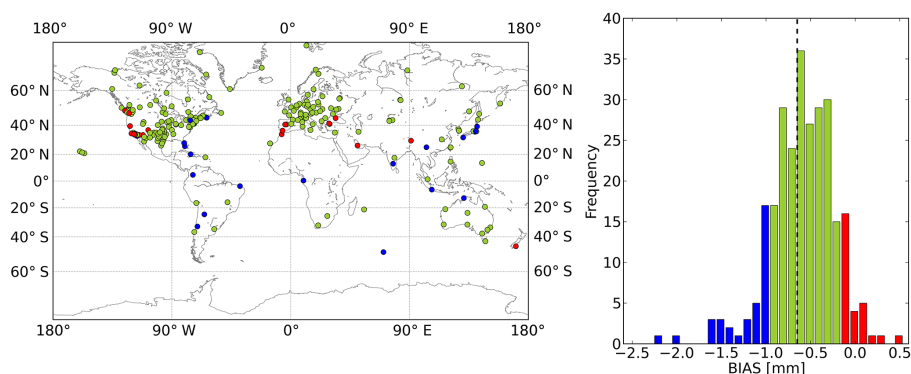 180° 90° W 0° 90° E 180°
60° N 60° N
40° N 40° N
20° N 20° N
0° 0°
20° S 20° S
40° S 40° S
60° S 60° S
180° 90° W 0° 90° E 180°
Frequency
40
35
30
25
20
15
10
5
0
−2.5 −2.0 −1.5 −1.0 −0.5 0.0 0.5
BIAS [mm]